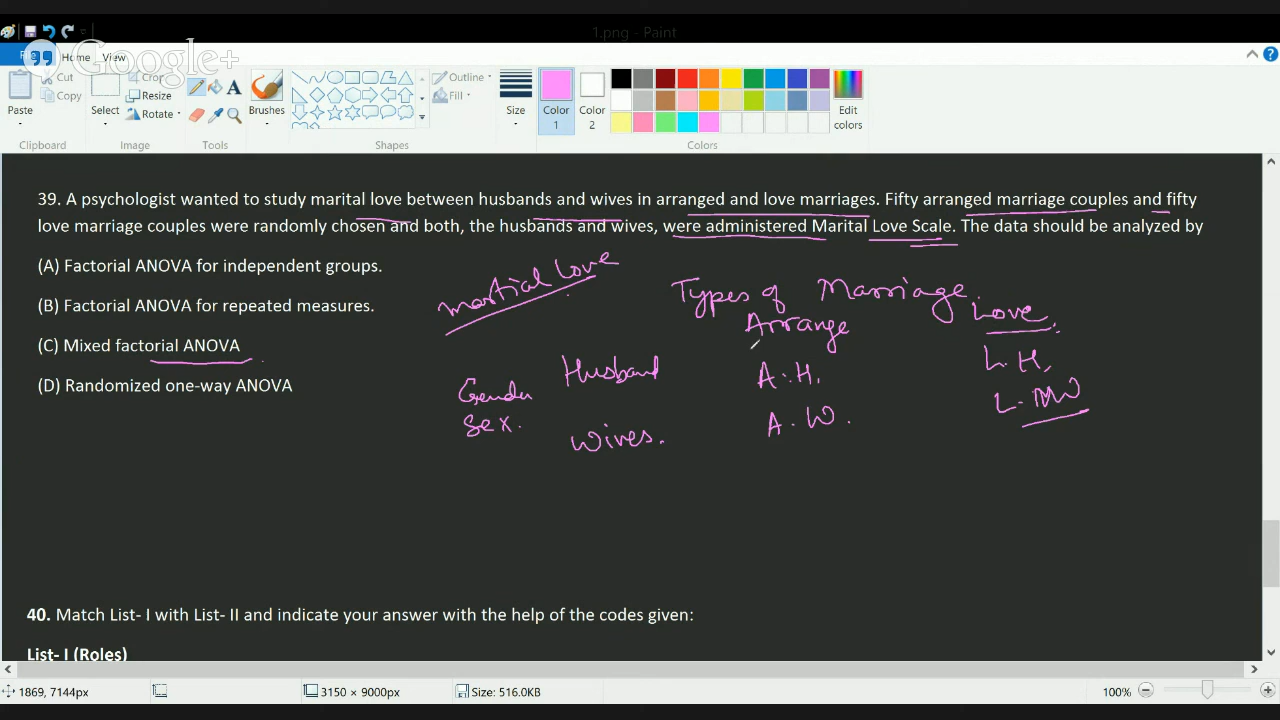 1.png - Paint
Google+
File Home View
Paste Cut Copy Clipboard
Select Crop Resize Rotate Image
Tools
Brushes
Outline Fill Shapes
Size
Color 1
Color 2
Edit colors
Colors
39. A psychologist wanted to study marital love between husbands and wives in arranged and love marriages. Fifty arranged marriage couples and fifty
love marriage couples were randomly chosen and both, the husbands and wives, were administered Marital Love Scale. The data should be analyzed by
(A) Factorial ANOVA for independent groups.
(B) Factorial ANOVA for repeated measures.
(C) Mixed factorial ANOVA
(D) Randomized one-way ANOVA
Martial Love
Types of Marriage
Arrange Love
Gender Husband A.H. L.H.
Sex. Wives. A.W. L.W
40. Match List- I with List- II and indicate your answer with the help of the codes given:
List- I (Roles)
1869, 7144px 3150 × 9000px Size: 516.0KB 100%